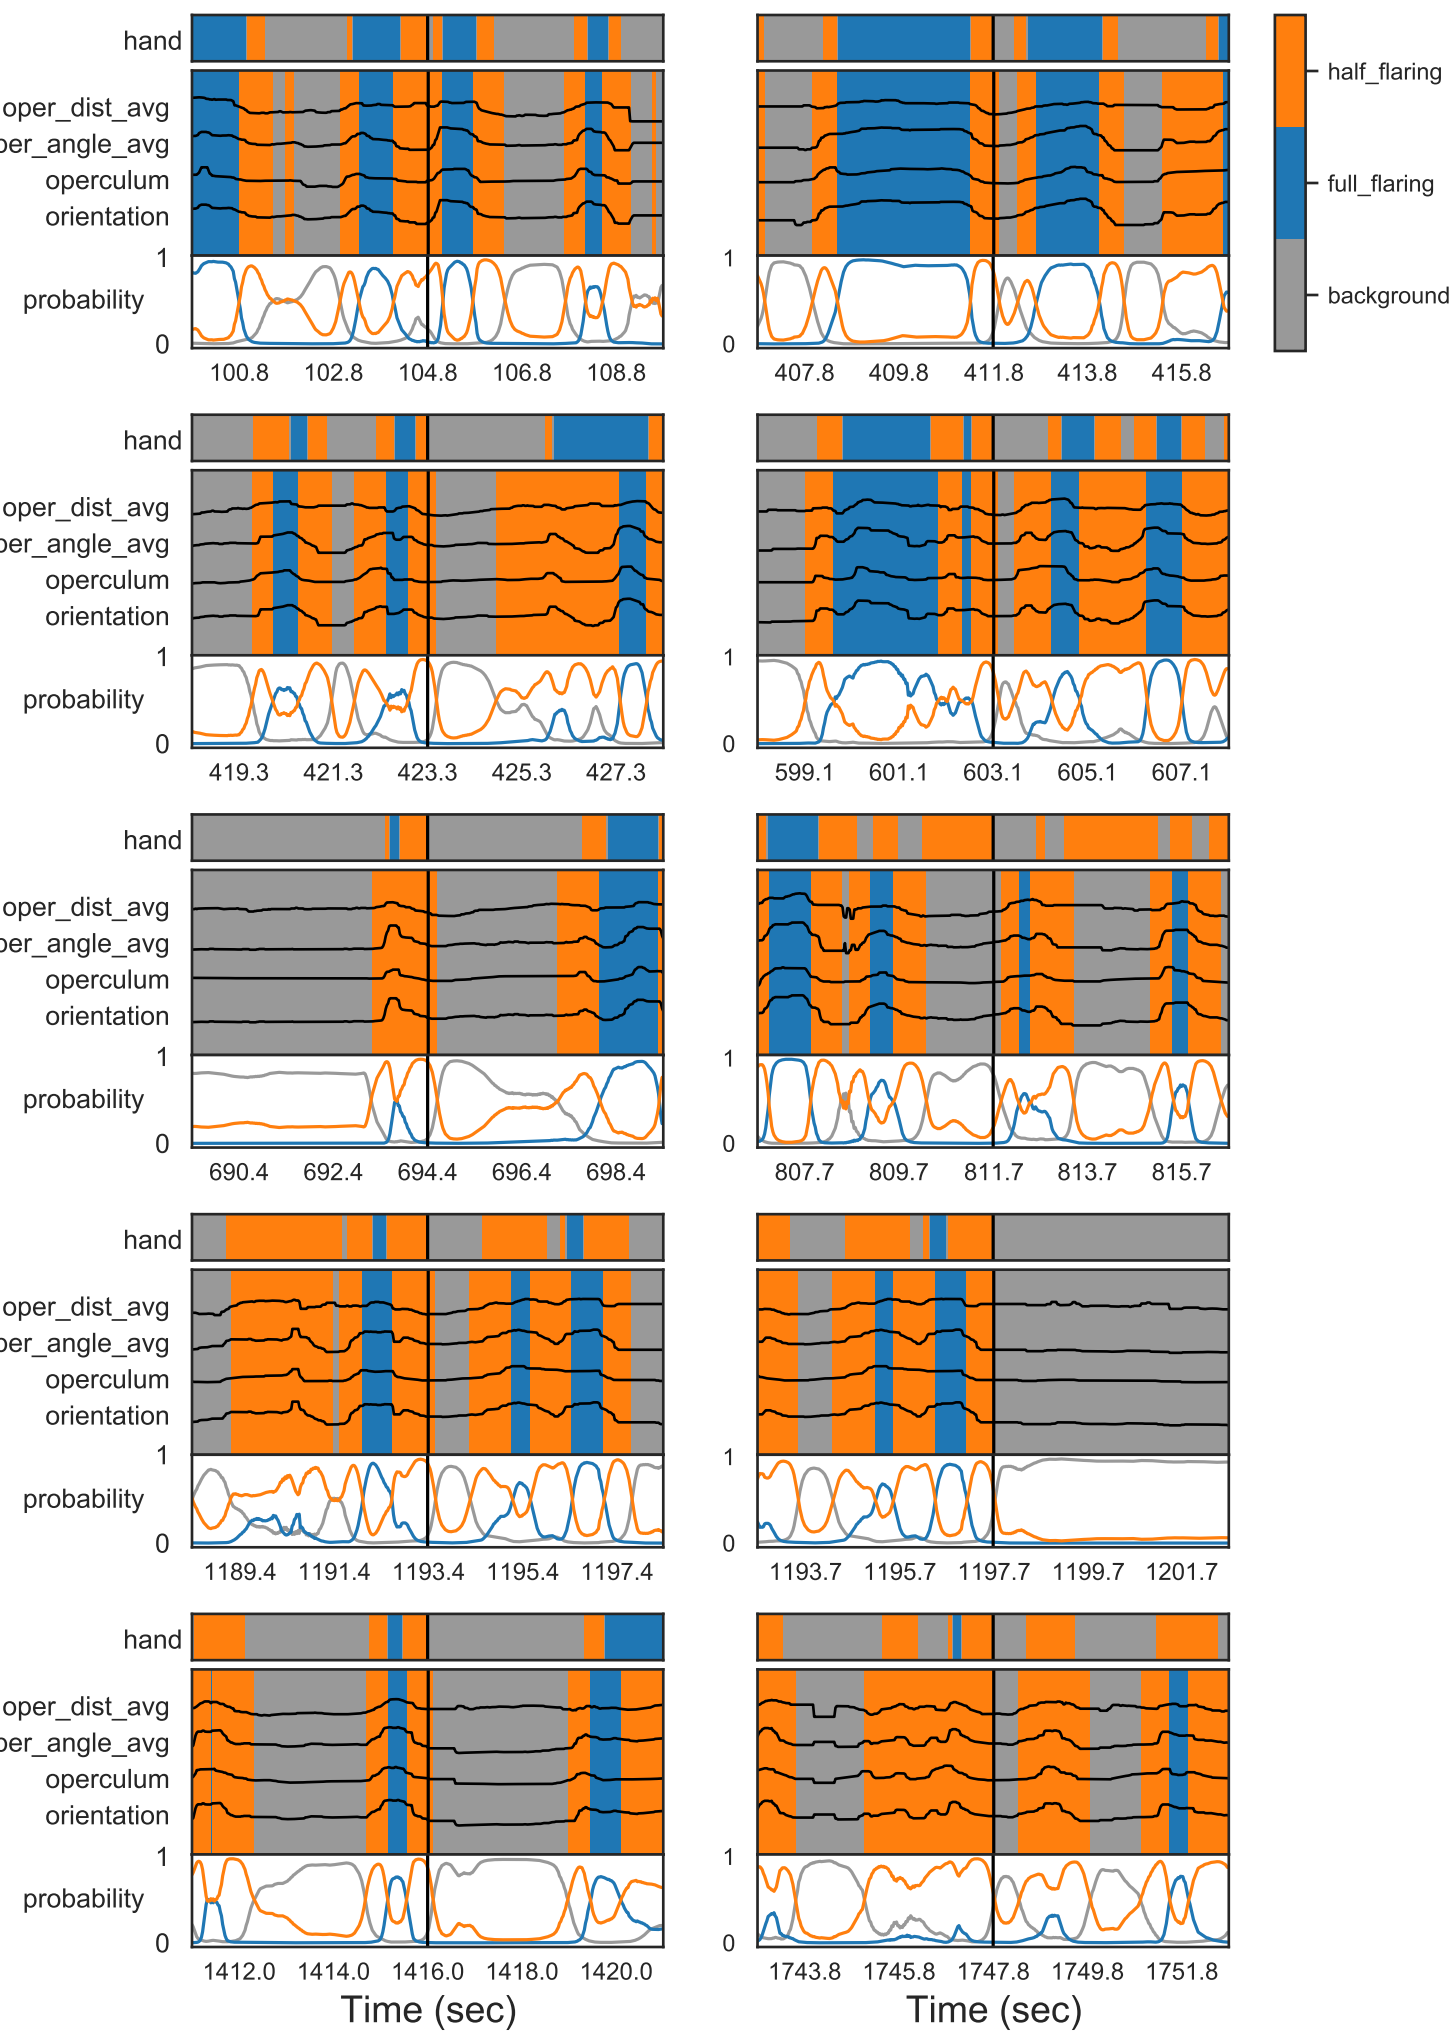 hand
oper_dist_avg
per_angle_avg
operculum
orientation
1
probability
0
100.8 102.8 104.8 106.8 108.8
1
0
407.8 409.8 411.8 413.8 415.8
half_flaring
full_flaring
background
hand
oper_dist_avg
per_angle_avg
operculum
orientation
1
probability
0
419.3 421.3 423.3 425.3 427.3
1
0
599.1 601.1 603.1 605.1 607.1
hand
oper_dist_avg
per_angle_avg
operculum
orientation
1
probability
0
690.4 692.4 694.4 696.4 698.4
1
0
807.7 809.7 811.7 813.7 815.7
hand
oper_dist_avg
per_angle_avg
operculum
orientation
1
probability
0
1189.4 1191.4 1193.4 1195.4 1197.4
1
0
1193.7 1195.7 1197.7 1199.7 1201.7
hand
oper_dist_avg
per_angle_avg
operculum
orientation
1
probability
0
1412.0 1414.0 1416.0 1418.0 1420.0
Time (sec)
1
0
1743.8 1745.8 1747.8 1749.8 1751.8
Time (sec)